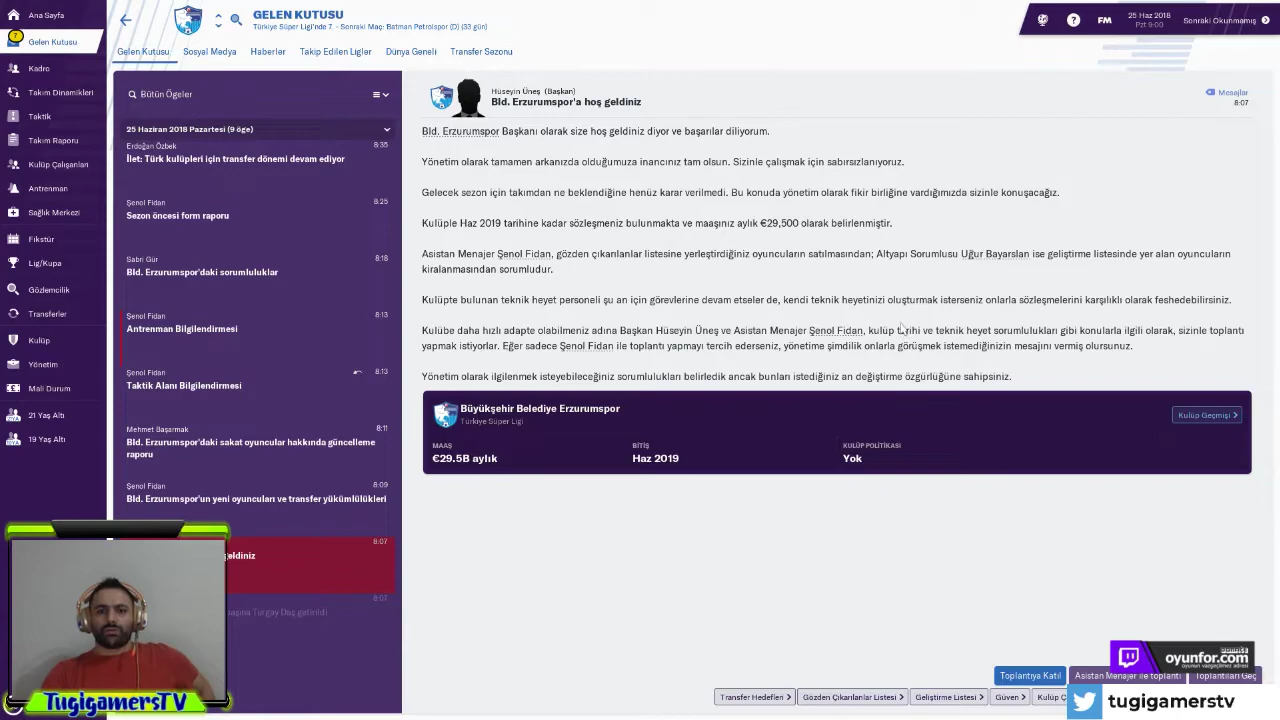 Ana Sayfa
7
Gelen Kutusu
Kadro
Takım Dinamikleri
Taktik
Takım Raporu
Kulüp Çalışanları
Antrenman
Sağlık Merkezi
Fikstür
Lig/Kupa
Gözlemcilik
Transferler
Kulüp
Yönetim
Mali Durum
21 Yaş Altı
19 Yaş Altı
GELEN KUTUSU
Türkiye Süper Ligi'nde 7. - Sonraki Maç: Batman Petrolspor (D) (33 gün)
FM
25 Haz 2018
Pzt 9:00
Sonraki Okunmamış
Gelen Kutusu Sosyal Medya Haberler Takip Edilen Ligler Dünya Geneli Transfer Sezonu
Bütün Ögeler
25 Haziran 2018 Pazartesi (9 öge)
Erdoğan Özbek 8:35
İlet: Türk kulüpleri için transfer dönemi devam ediyor
Şenol Fidan 8:25
Sezon öncesi form raporu
Sabri Gür 8:18
Bld. Erzurumspor'daki sorumluluklar
Şenol Fidan 8:13
Antrenman Bilgilendirmesi
Şenol Fidan 8:13
Taktik Alanı Bilgilendirmesi
Mehmet Başarmak 8:11
Bld. Erzurumspor'daki sakat oyuncular hakkında güncelleme
raporu
Şenol Fidan 8:09
Bld. Erzurumspor'un yeni oyuncuları ve transfer yükümlülükleri
8:07
geldiniz
8:07
başına Turgay Daç getirildi
Hüseyin Üneş (Başkan)
Bld. Erzurumspor'a hoş geldiniz
Mesajlar
8:07
Bld. Erzurumspor Başkanı olarak size hoş geldiniz diyor ve başarılar diliyorum.
Yönetim olarak tamamen arkanızda olduğumuza inancınız tam olsun. Sizinle çalışmak için sabırsızlanıyoruz.
Gelecek sezon için takımdan ne beklendiğine henüz karar verilmedi. Bu konuda yönetim olarak fikir birliğine vardığımızda sizinle konuşacağız.
Kulüple Haz 2019 tarihine kadar sözleşmeniz bulunmakta ve maaşınız aylık €29,500 olarak belirlenmiştir.
Asistan Menajer Şenol Fidan, gözden çıkarılanlar listesine yerleştirdiğiniz oyuncuların satılmasından; Altyapı Sorumlusu Uğur Bayarslan ise geliştirme listesinde yer alan oyuncuların
kiralanmasından sorumludur.
Kulüpte bulunan teknik heyet personeli şu an için görevlerine devam etseler de, kendi teknik heyetinizi oluşturmak isterseniz onlarla sözleşmelerini karşılıklı olarak feshedebilirsiniz.
Kulübe daha hızlı adapte olabilmeniz adına Başkan Hüseyin Üneş ve Asistan Menajer Şenol Fidan, kulüp tarihi ve teknik heyet sorumlulukları gibi konularla ilgili olarak, sizinle toplantı
yapmak istiyorlar. Eğer sadece Şenol Fidan ile toplantı yapmayı tercih ederseniz, yönetime şimdilik onlarla görüşmek istemediğinizin mesajını vermiş olursunuz.
Yönetim olarak ilgilenmek isteyebileceğiniz sorumlulukları belirledik ancak bunları istediğiniz an değiştirme özgürlüğüne sahipsiniz.
Büyükşehir Belediye Erzurumspor
Türkiye Süper Ligi
Kulüp Geçmişi
MAAŞ BİTİŞ KULÜP POLİTİKASI
€29.5B aylık Haz 2019 Yok
Toplantıya Katıl Asistan Menajer ile toplantı Toplantıları Geç
Transfer Hedefleri Gözden Çıkarılanlar Listesi Geliştirme Listesi Güven Kulüp Ç
oyunfor.com
oyunun vazgeçilmez adresi
tugigamerstv
TugigamersTV